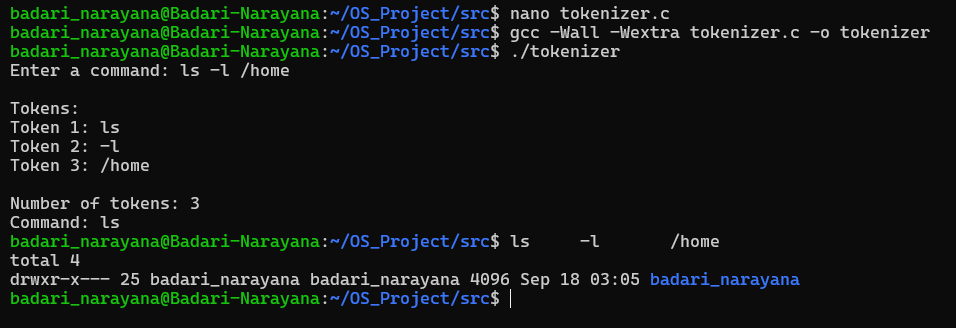 badari_narayana@Badari-Narayana:~/OS_Project/src$ nano tokenizer.c
badari_narayana@Badari-Narayana:~/OS_Project/src$ gcc -Wall -Wextra tokenizer.c -o tokenizer
badari_narayana@Badari-Narayana:~/OS_Project/src$ ./tokenizer
Enter a command: ls -l /home
Tokens:
Token 1: ls
Token 2: -l
Token 3: /home
Number of tokens: 3
Command: ls
badari_narayana@Badari-Narayana:~/OS_Project/src$ ls     -l       /home
total 4
drwxr-x--- 25 badari_narayana badari_narayana 4096 Sep 18 03:05 badari_narayana
badari_narayana@Badari-Narayana:~/OS_Project/src$